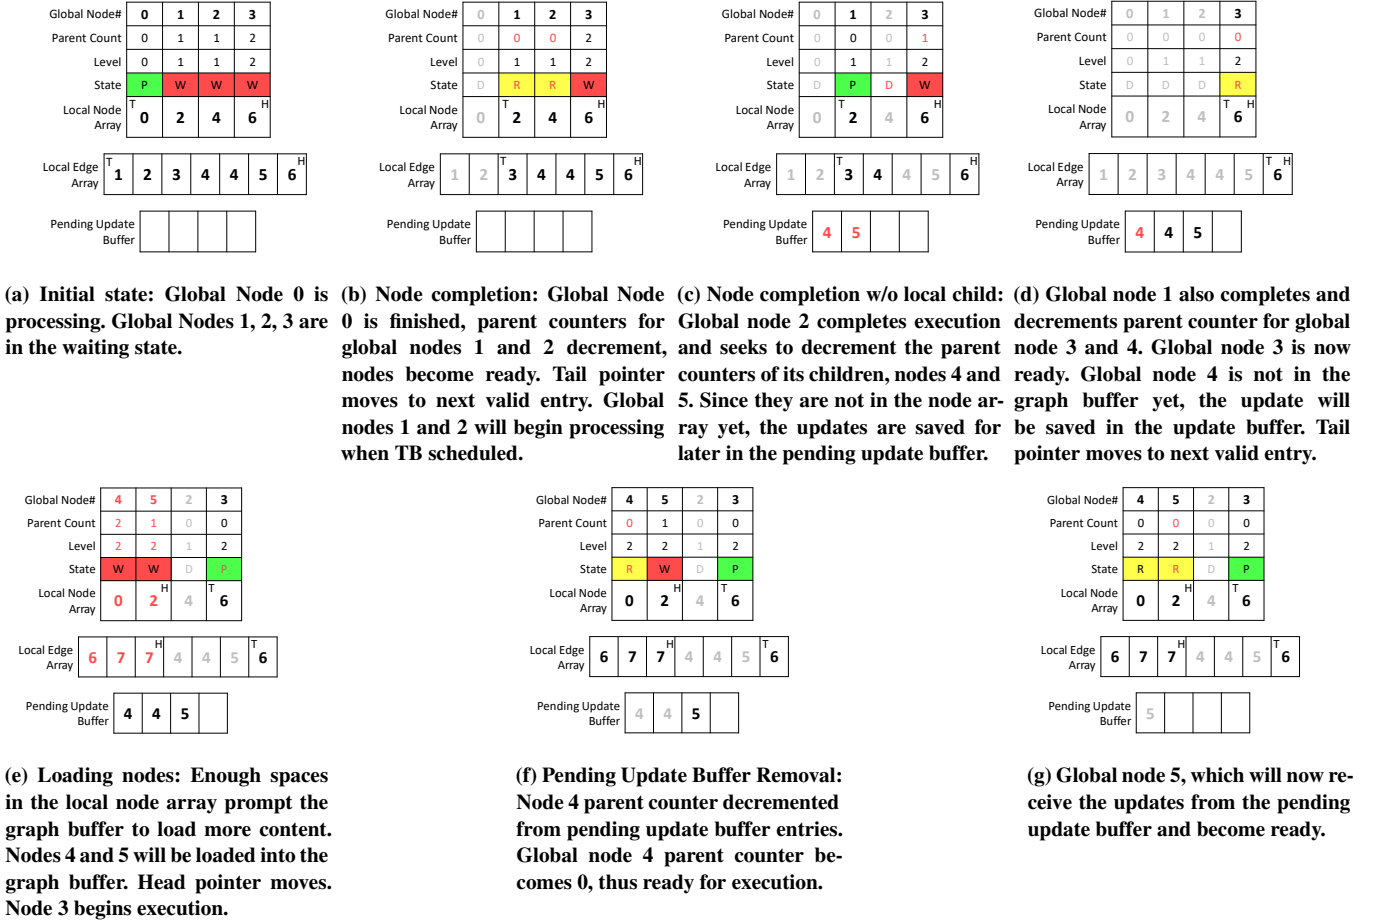 Global Node# 0 1 2 3
Parent Count 0 1 1 2
Level 0 1 1 2
State P W W W
Local Node Array T 0 2 4 6 H
Local Edge Array T 1 2 3 4 4 5 6 H
Pending Update Buffer
(a) Initial state: Global Node 0 is
processing. Global Nodes 1, 2, 3 are
in the waiting state.
Global Node# 0 1 2 3
Parent Count 0 0 0 2
Level 0 1 1 2
State D R R W
Local Node Array 0 T 2 4 6 H
Local Edge Array 1 2 T 3 4 4 5 6 H
Pending Update Buffer
(b) Node completion: Global Node
0 is finished, parent counters for
global nodes 1 and 2 decrement,
nodes become ready. Tail pointer
moves to next valid entry. Global
nodes 1 and 2 will begin processing
when TB scheduled.
Global Node# 0 1 2 3
Parent Count 0 0 0 1
Level 0 1 1 2
State D P D W
Local Node Array 0 T 2 4 6 H
Local Edge Array 1 2 T 3 4 4 5 6 H
Pending Update Buffer 4 5
(c) Node completion w/o local child:
Global node 2 completes execution
and seeks to decrement the parent
counters of its children, nodes 4 and
5. Since they are not in the node ar-
ray yet, the updates are saved for
later in the pending update buffer.
Global Node# 0 1 2 3
Parent Count 0 0 0 0
Level 0 1 1 2
State D D D R
Local Node Array 0 2 4 T 6 H
Local Edge Array 1 2 3 4 4 5 T 6 H
Pending Update Buffer 4 4 5
(d) Global node 1 also completes and
decrements parent counter for global
node 3 and 4. Global node 3 is now
ready. Global node 4 is not in the
graph buffer yet, the update will
be saved in the update buffer. Tail
pointer moves to next valid entry.
Global Node# 4 5 2 3
Parent Count 2 1 0 0
Level 2 2 1 2
State W W D P
Local Node Array 0 2 H 4 T 6
Local Edge Array 6 7 7 H 4 4 5 T 6
Pending Update Buffer 4 4 5
(e) Loading nodes: Enough spaces
in the local node array prompt the
graph buffer to load more content.
Nodes 4 and 5 will be loaded into the
graph buffer. Head pointer moves.
Node 3 begins execution.
Global Node# 4 5 2 3
Parent Count 0 1 0 0
Level 2 2 1 2
State R W D P
Local Node Array 0 2 H 4 T 6
Local Edge Array 6 7 7 H 4 4 5 T 6
Pending Update Buffer 4 4 5
(f) Pending Update Buffer Removal:
Node 4 parent counter decremented
from pending update buffer entries.
Global node 4 parent counter be-
comes 0, thus ready for execution.
Global Node# 4 5 2 3
Parent Count 0 0 0 0
Level 2 2 1 2
State R R D P
Local Node Array 0 2 H 4 T 6
Local Edge Array 6 7 7 H 4 4 5 T 6
Pending Update Buffer 5
(g) Global node 5, which will now re-
ceive the updates from the pending
update buffer and become ready.